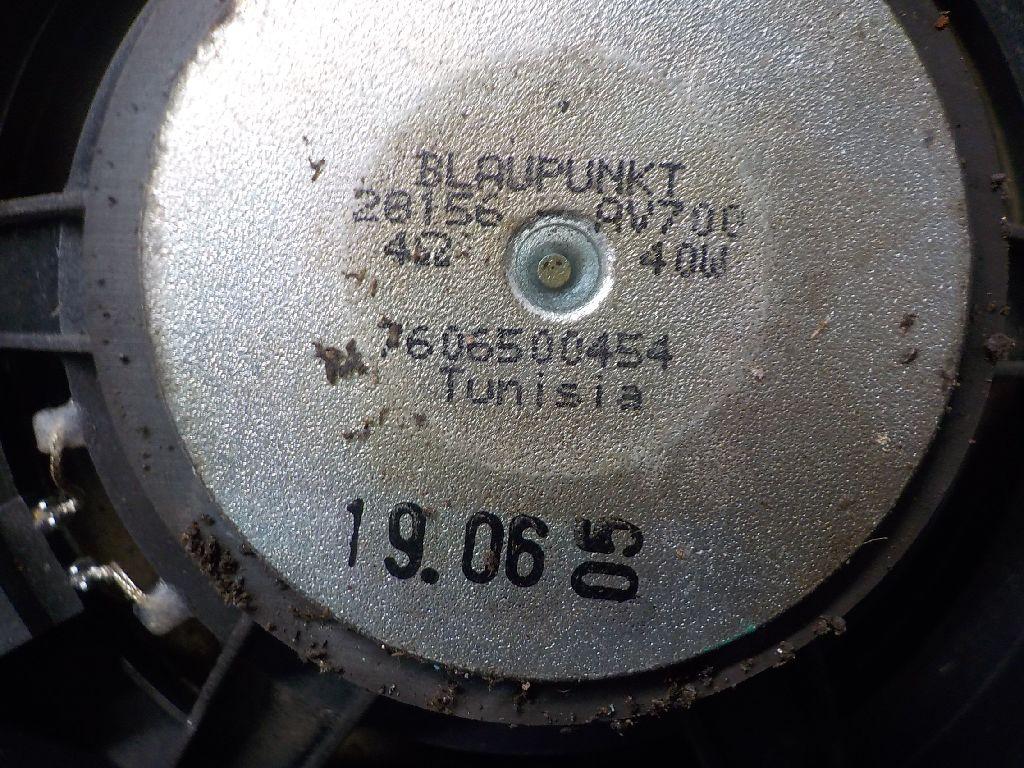 BLAUPUNKT
28156 - AV700
4Ω 40W
7606500454
Tunisia
19.06 05